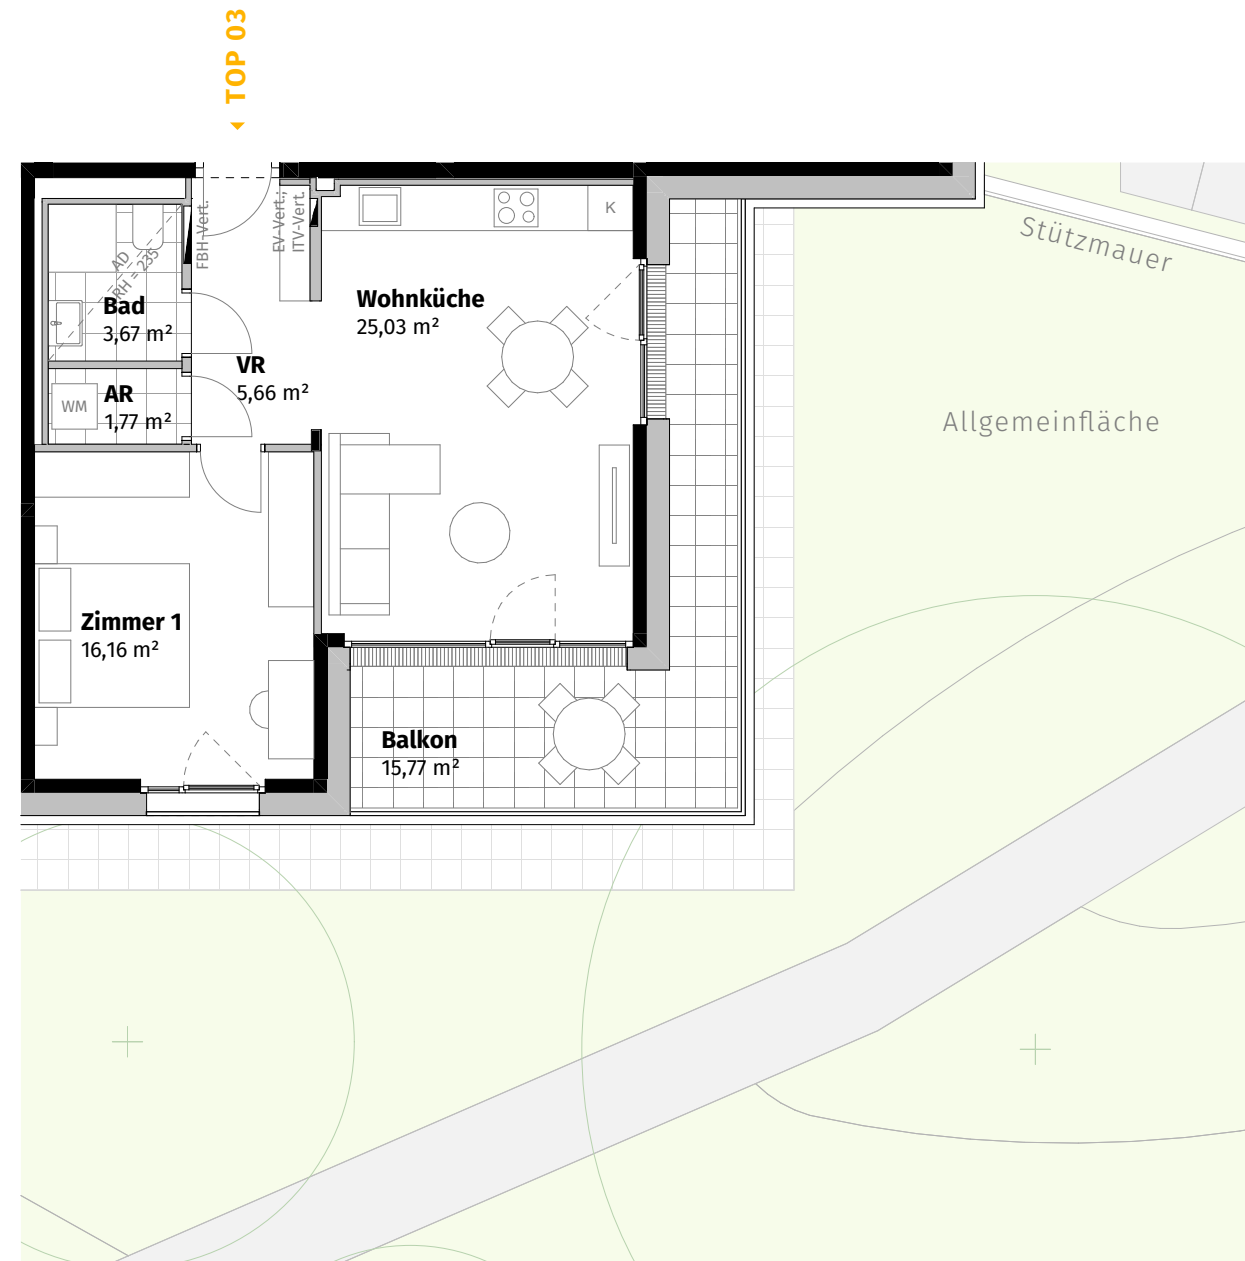 TOP 03
FBH-Vert.
EV-Vert.,
ITV-Vert.
K
Stützmauer
AD
RH = 235
Bad
3,67 m²
Wohnküche
25,03 m²
VR
5,66 m²
AR
1,77 m²
WM
Allgemeinfläche
Zimmer 1
16,16 m²
Balkon
15,77 m²